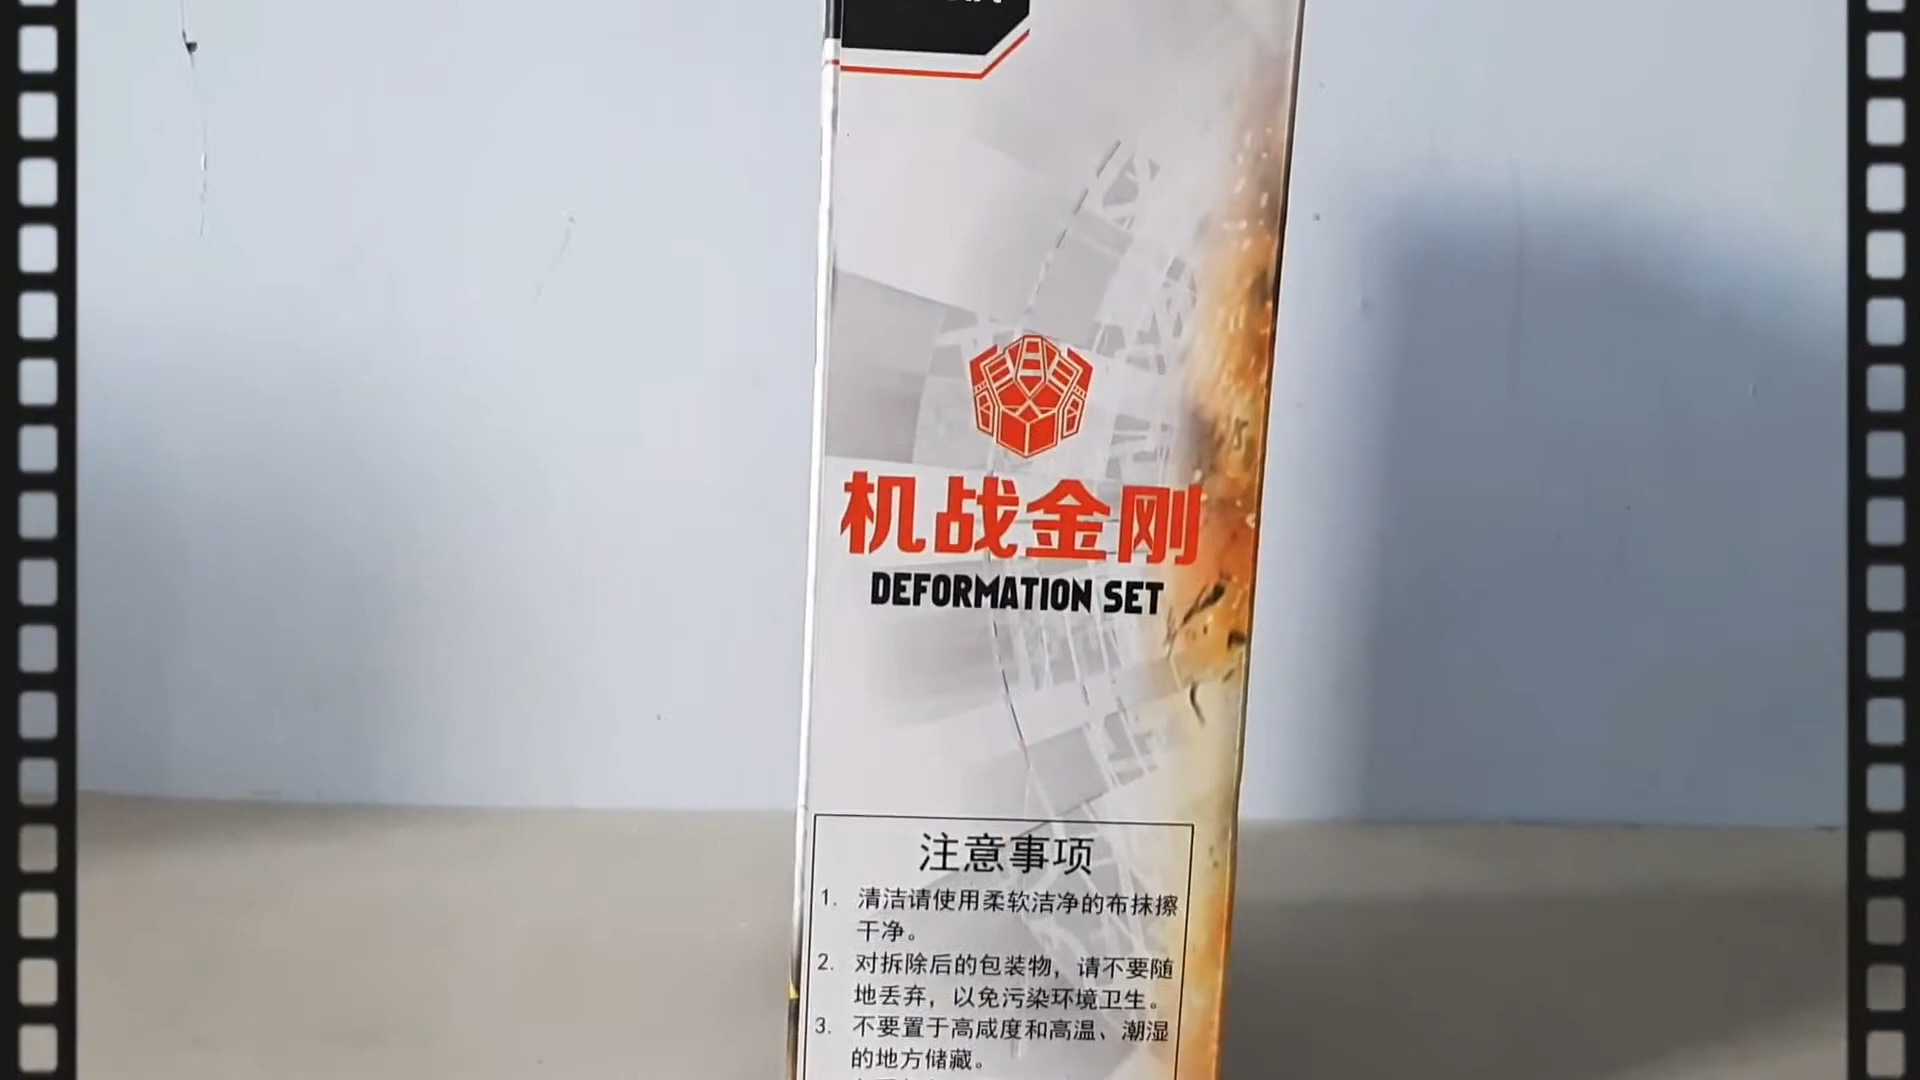 机战金刚
DEFORMATION SET
注意事项
1. 清洁请使用柔软洁净的布抹擦
干净。
2. 对拆除后的包装物，请不要随
地丢弃，以免污染环境卫生。
3. 不要置于高咸度和高温、潮湿
的地方储藏。